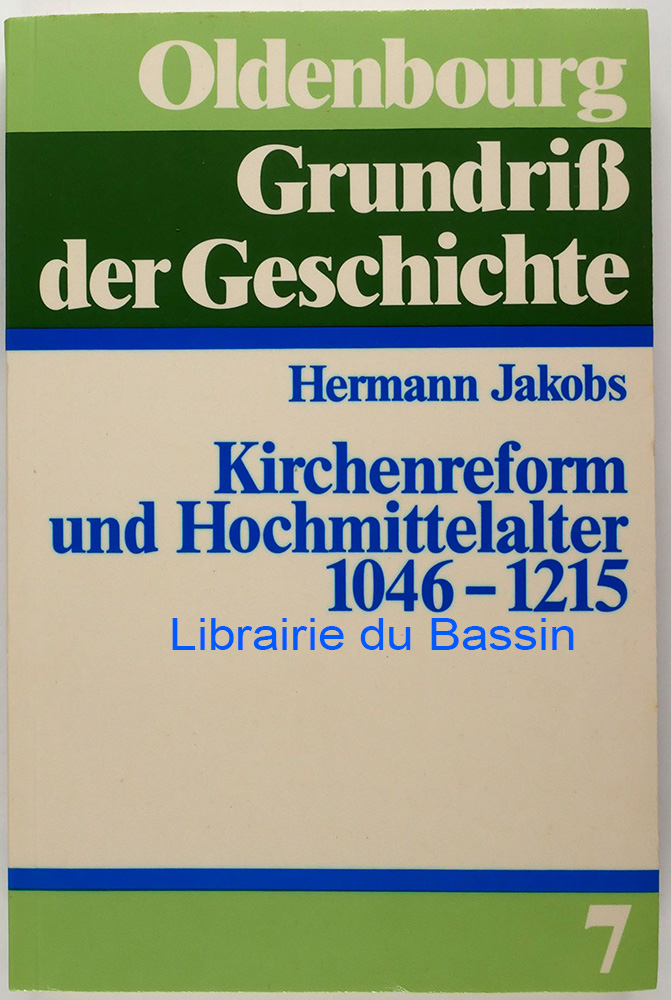 Oldenbourg
Grundriß
der Geschichte
Hermann Jakobs
Kirchenreform
und Hochmittelalter
1046–1215
Librairie du Bassin
7